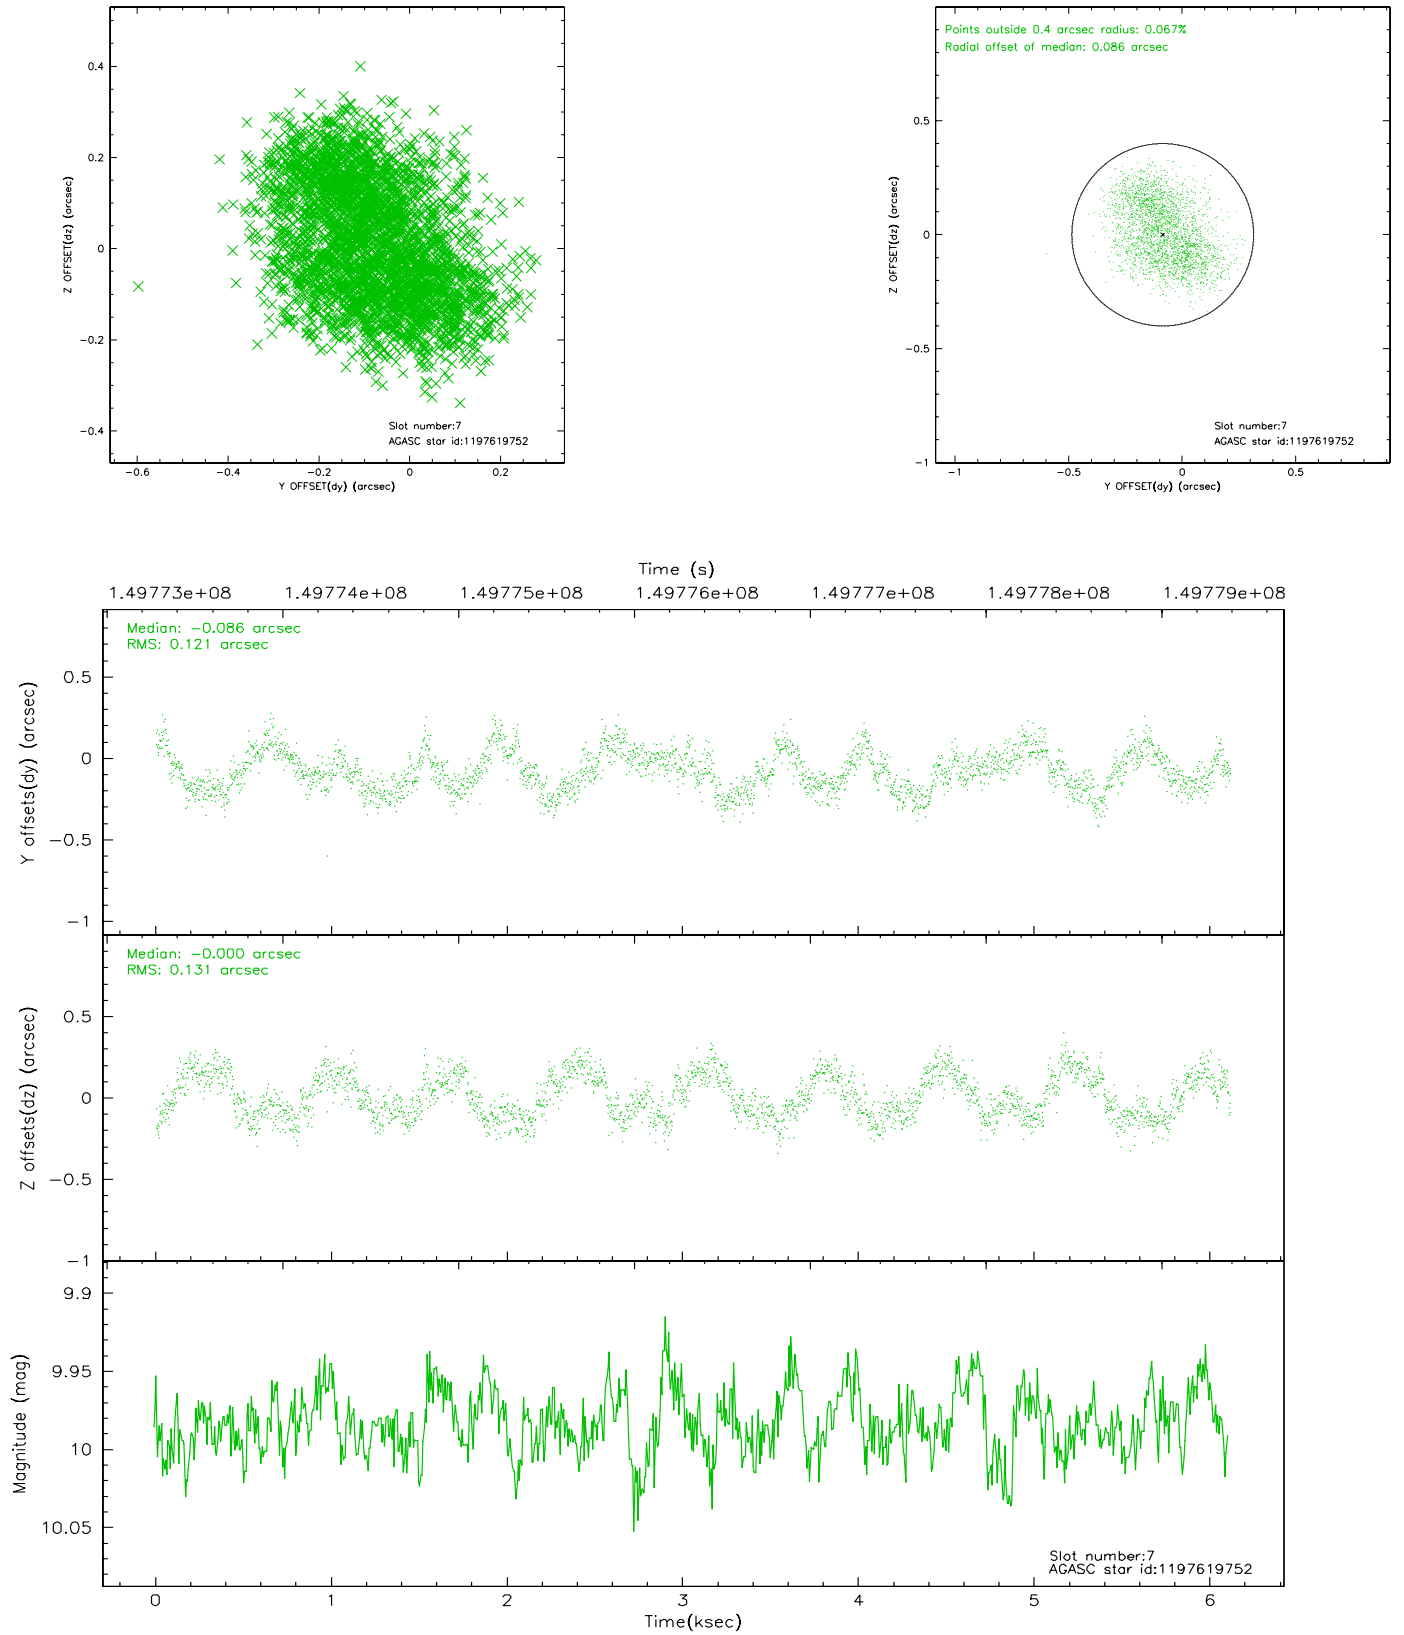 0.4
0.2
0
−0.2
−0.4
Z OFFSET(dz) (arcsec)
Slot number:7
AGASC star id:1197619752
−0.6
−0.4
−0.2
0
0.2
Y OFFSET(dy) (arcsec)
Points outside 0.4 arcsec radius: 0.067%
Radial offset of median: 0.086 arcsec
0.5
0
−0.5
−1
Z OFFSET(dz) (arcsec)
Slot number:7
AGASC star id:1197619752
−1
−0.5
0
0.5
Y OFFSET(dy) (arcsec)
Time (s)
1.49773e+08
1.49774e+08
1.49775e+08
1.49776e+08
1.49777e+08
1.49778e+08
1.49779e+08
Median: −0.086 arcsec
RMS: 0.121 arcsec
0.5
0
−0.5
−1
Y offsets(dy) (arcsec)
Median: −0.000 arcsec
RMS: 0.131 arcsec
0.5
0
−0.5
−1
Z offsets(dz) (arcsec)
9.9
9.95
10
10.05
Magnitude (mag)
Slot number:7
AGASC star id:1197619752
0
1
2
3
4
5
6
Time(ksec)